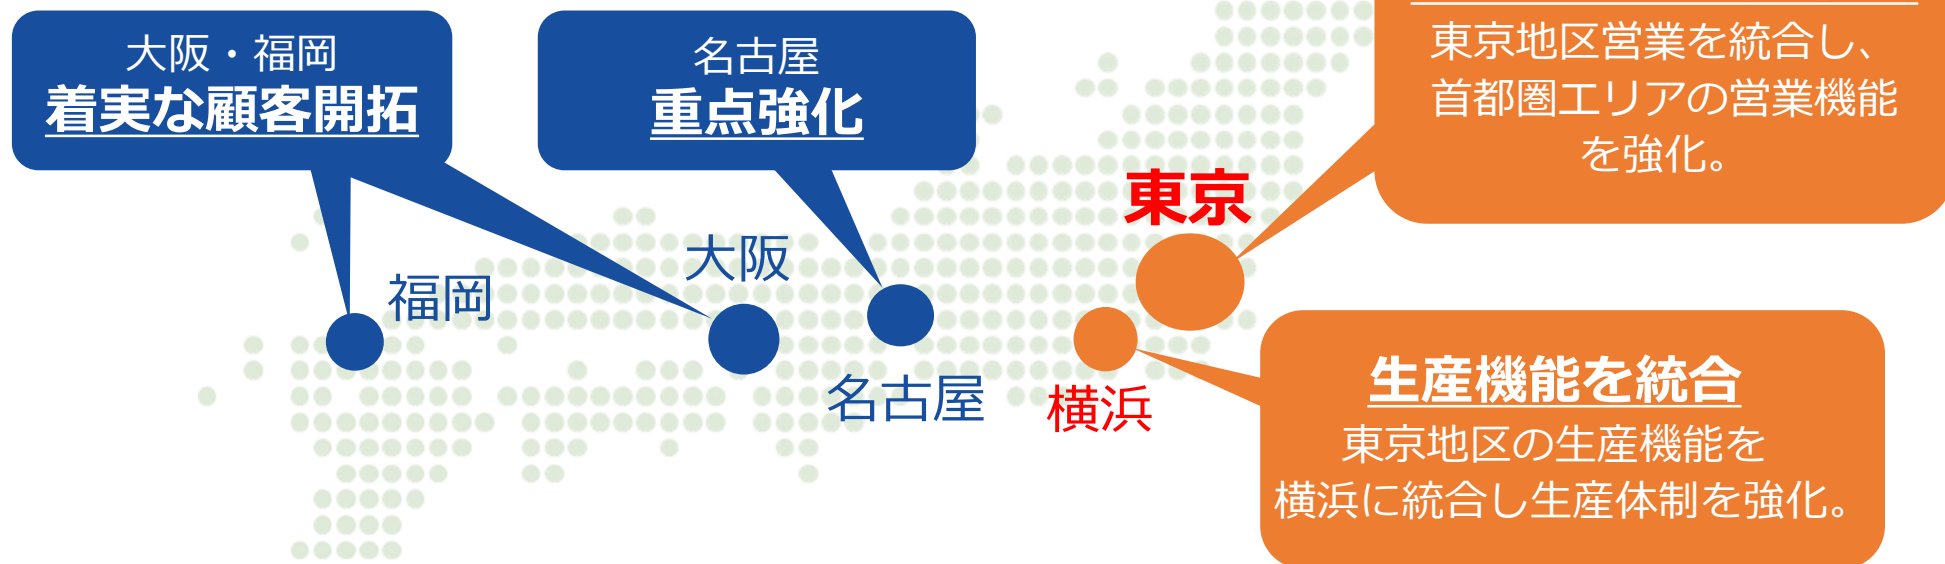 大阪・福岡
着実な顧客開拓
名古屋
重点強化
東京地区営業を統合し、
首都圏エリアの営業機能
を強化。
東京
大阪
福岡
名古屋
横浜
生産機能を統合
東京地区の生産機能を
横浜に統合し生産体制を強化。